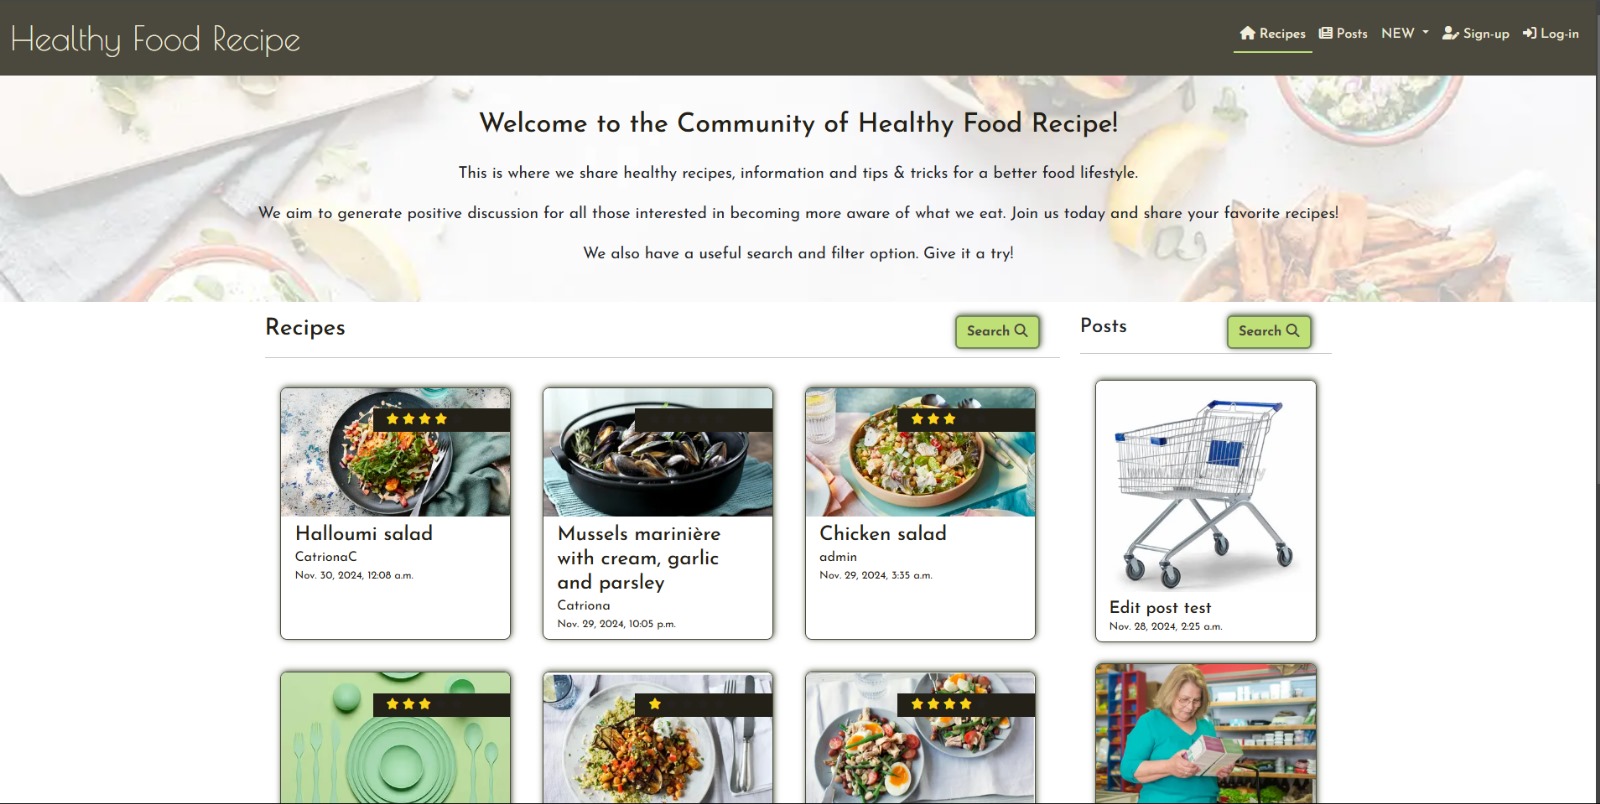 Healthy Food Recipe
Recipes Posts NEW Sign-up Log-in
Welcome to the Community of Healthy Food Recipe!
This is where we share healthy recipes, information and tips & tricks for a better food lifestyle.
We aim to generate positive discussion for all those interested in becoming more aware of what we eat. Join us today and share your favorite recipes!
We also have a useful search and filter option. Give it a try!
Recipes
Search
Halloumi salad
CatrionaC
Nov. 30, 2024, 12:08 a.m.
Mussels marinière
with cream, garlic
and parsley
Catriona
Nov. 29, 2024, 10:05 p.m.
Chicken salad
admin
Nov. 29, 2024, 3:35 a.m.
Posts
Search
Edit post test
Nov. 28, 2024, 2:25 a.m.